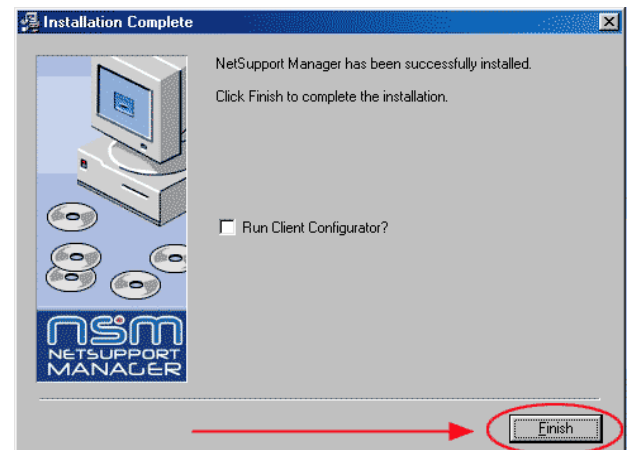 Installation Complete
NetSupport Manager has been successfully installed.
Click Finish to complete the installation.
Run Client Configurator?
nsm
NETSUPPORT
MANAGER
Finish